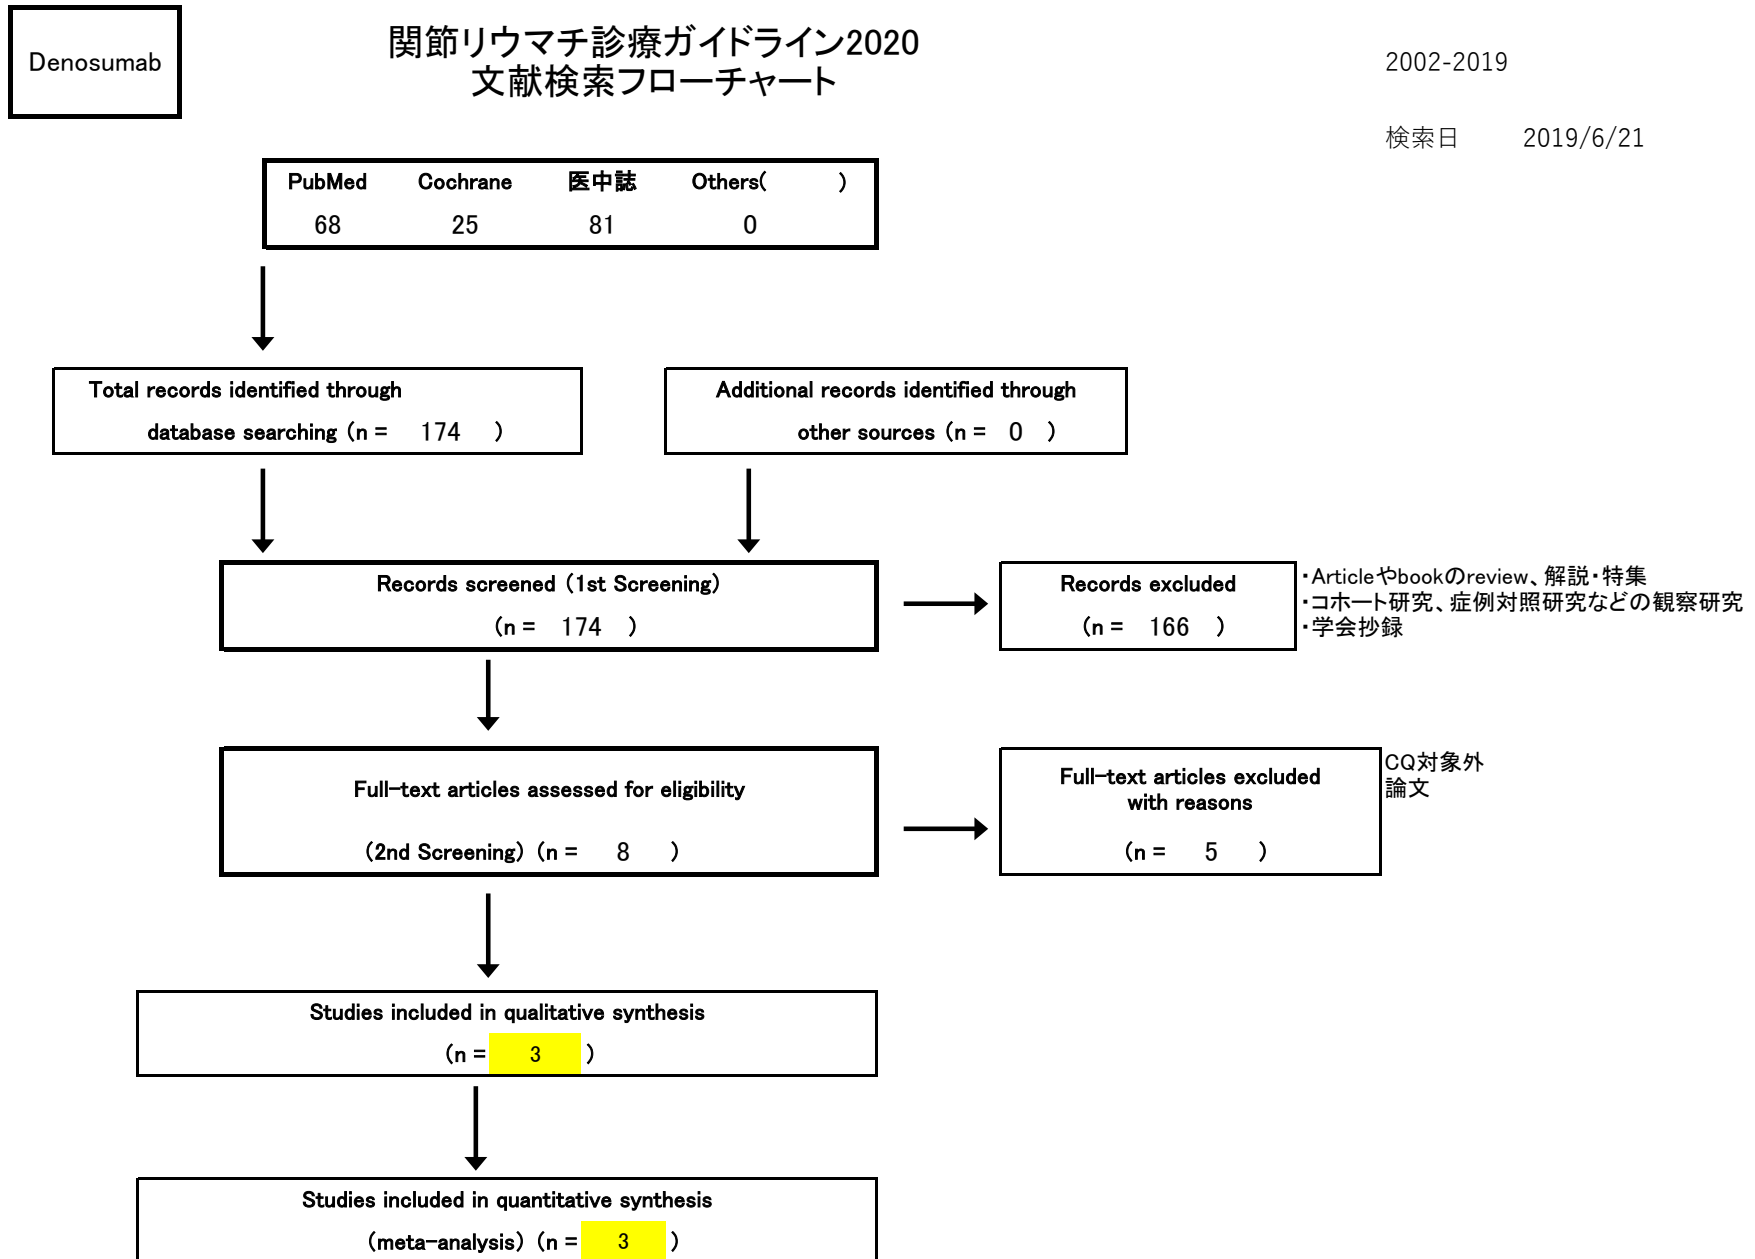 Denosumab
関節リウマチ診療ガイドライン2020
文献検索フローチャート
2002-2019
検索日 2019/6/21
PubMed Cochrane 医中誌 Others( )
68 25 81 0
Total records identified through
database searching (n = 174 )
Additional records identified through
other sources (n = 0 )
Records screened (1st Screening)
(n = 174 )
Records excluded
(n = 166 )
・Articleやbookのreview、解説・特集
・コホート研究、症例対照研究などの観察研究
・学会抄録
Full-text articles assessed for eligibility
(2nd Screening) (n = 8 )
Full-text articles excluded
with reasons
(n = 5 )
CQ対象外
論文
Studies included in qualitative synthesis
(n = 3 )
Studies included in quantitative synthesis
(meta-analysis) (n = 3 )